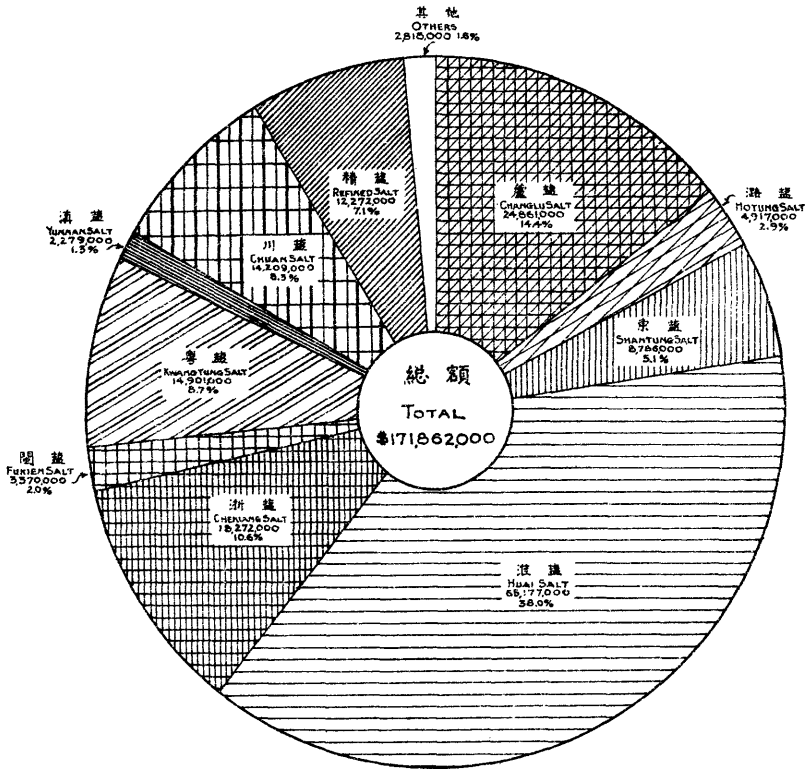 其他
OTHERS
2,818,000 1.6%
蘆鹽
CHANGLU SALT
24,861,000
14.4%
潞鹽
HOTUNG SALT
4,917,000
2.9%
東鹽
SHANTUNG SALT
8,786,000
5.1%
淮鹽
HUAI SALT
65,177,000
38.0%
浙鹽
CHEKIANG SALT
18,272,000
10.6%
閩鹽
FUKIEN SALT
3,370,000
2.0%
粤鹽
KWANGTUNG SALT
14,901,000
8.7%
滇鹽
YUNNAN SALT
2,279,000
1.3%
川鹽
CHUAN SALT
14,209,000
8.3%
精鹽
REFINED SALT
12,272,000
7.1%
總額
TOTAL
$171,862,000